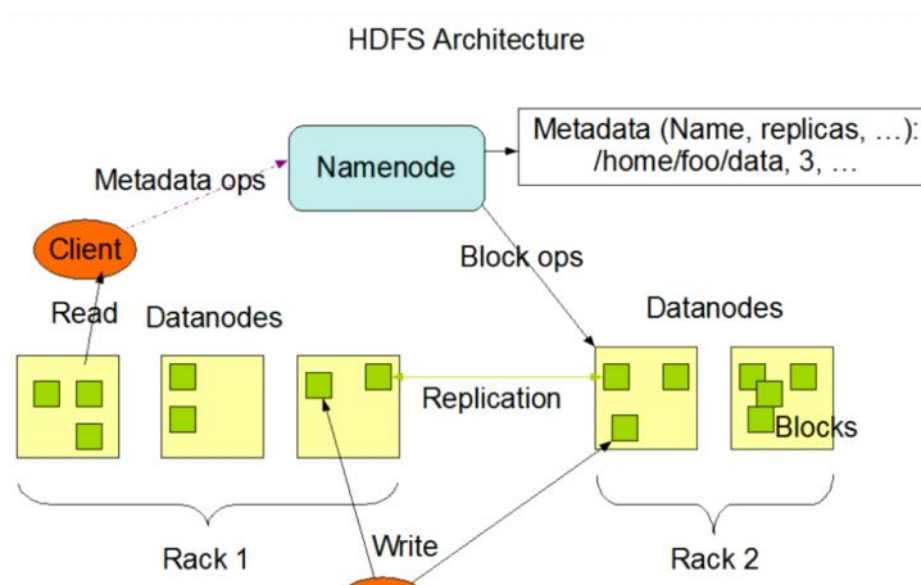 HDFS Architecture
Metadata (Name, replicas, …):
/home/foo/data, 3, …
Namenode
Metadata ops
Client
Block ops
Read
Datanodes
Datanodes
Replication
Blocks
Write
Rack 1
Rack 2